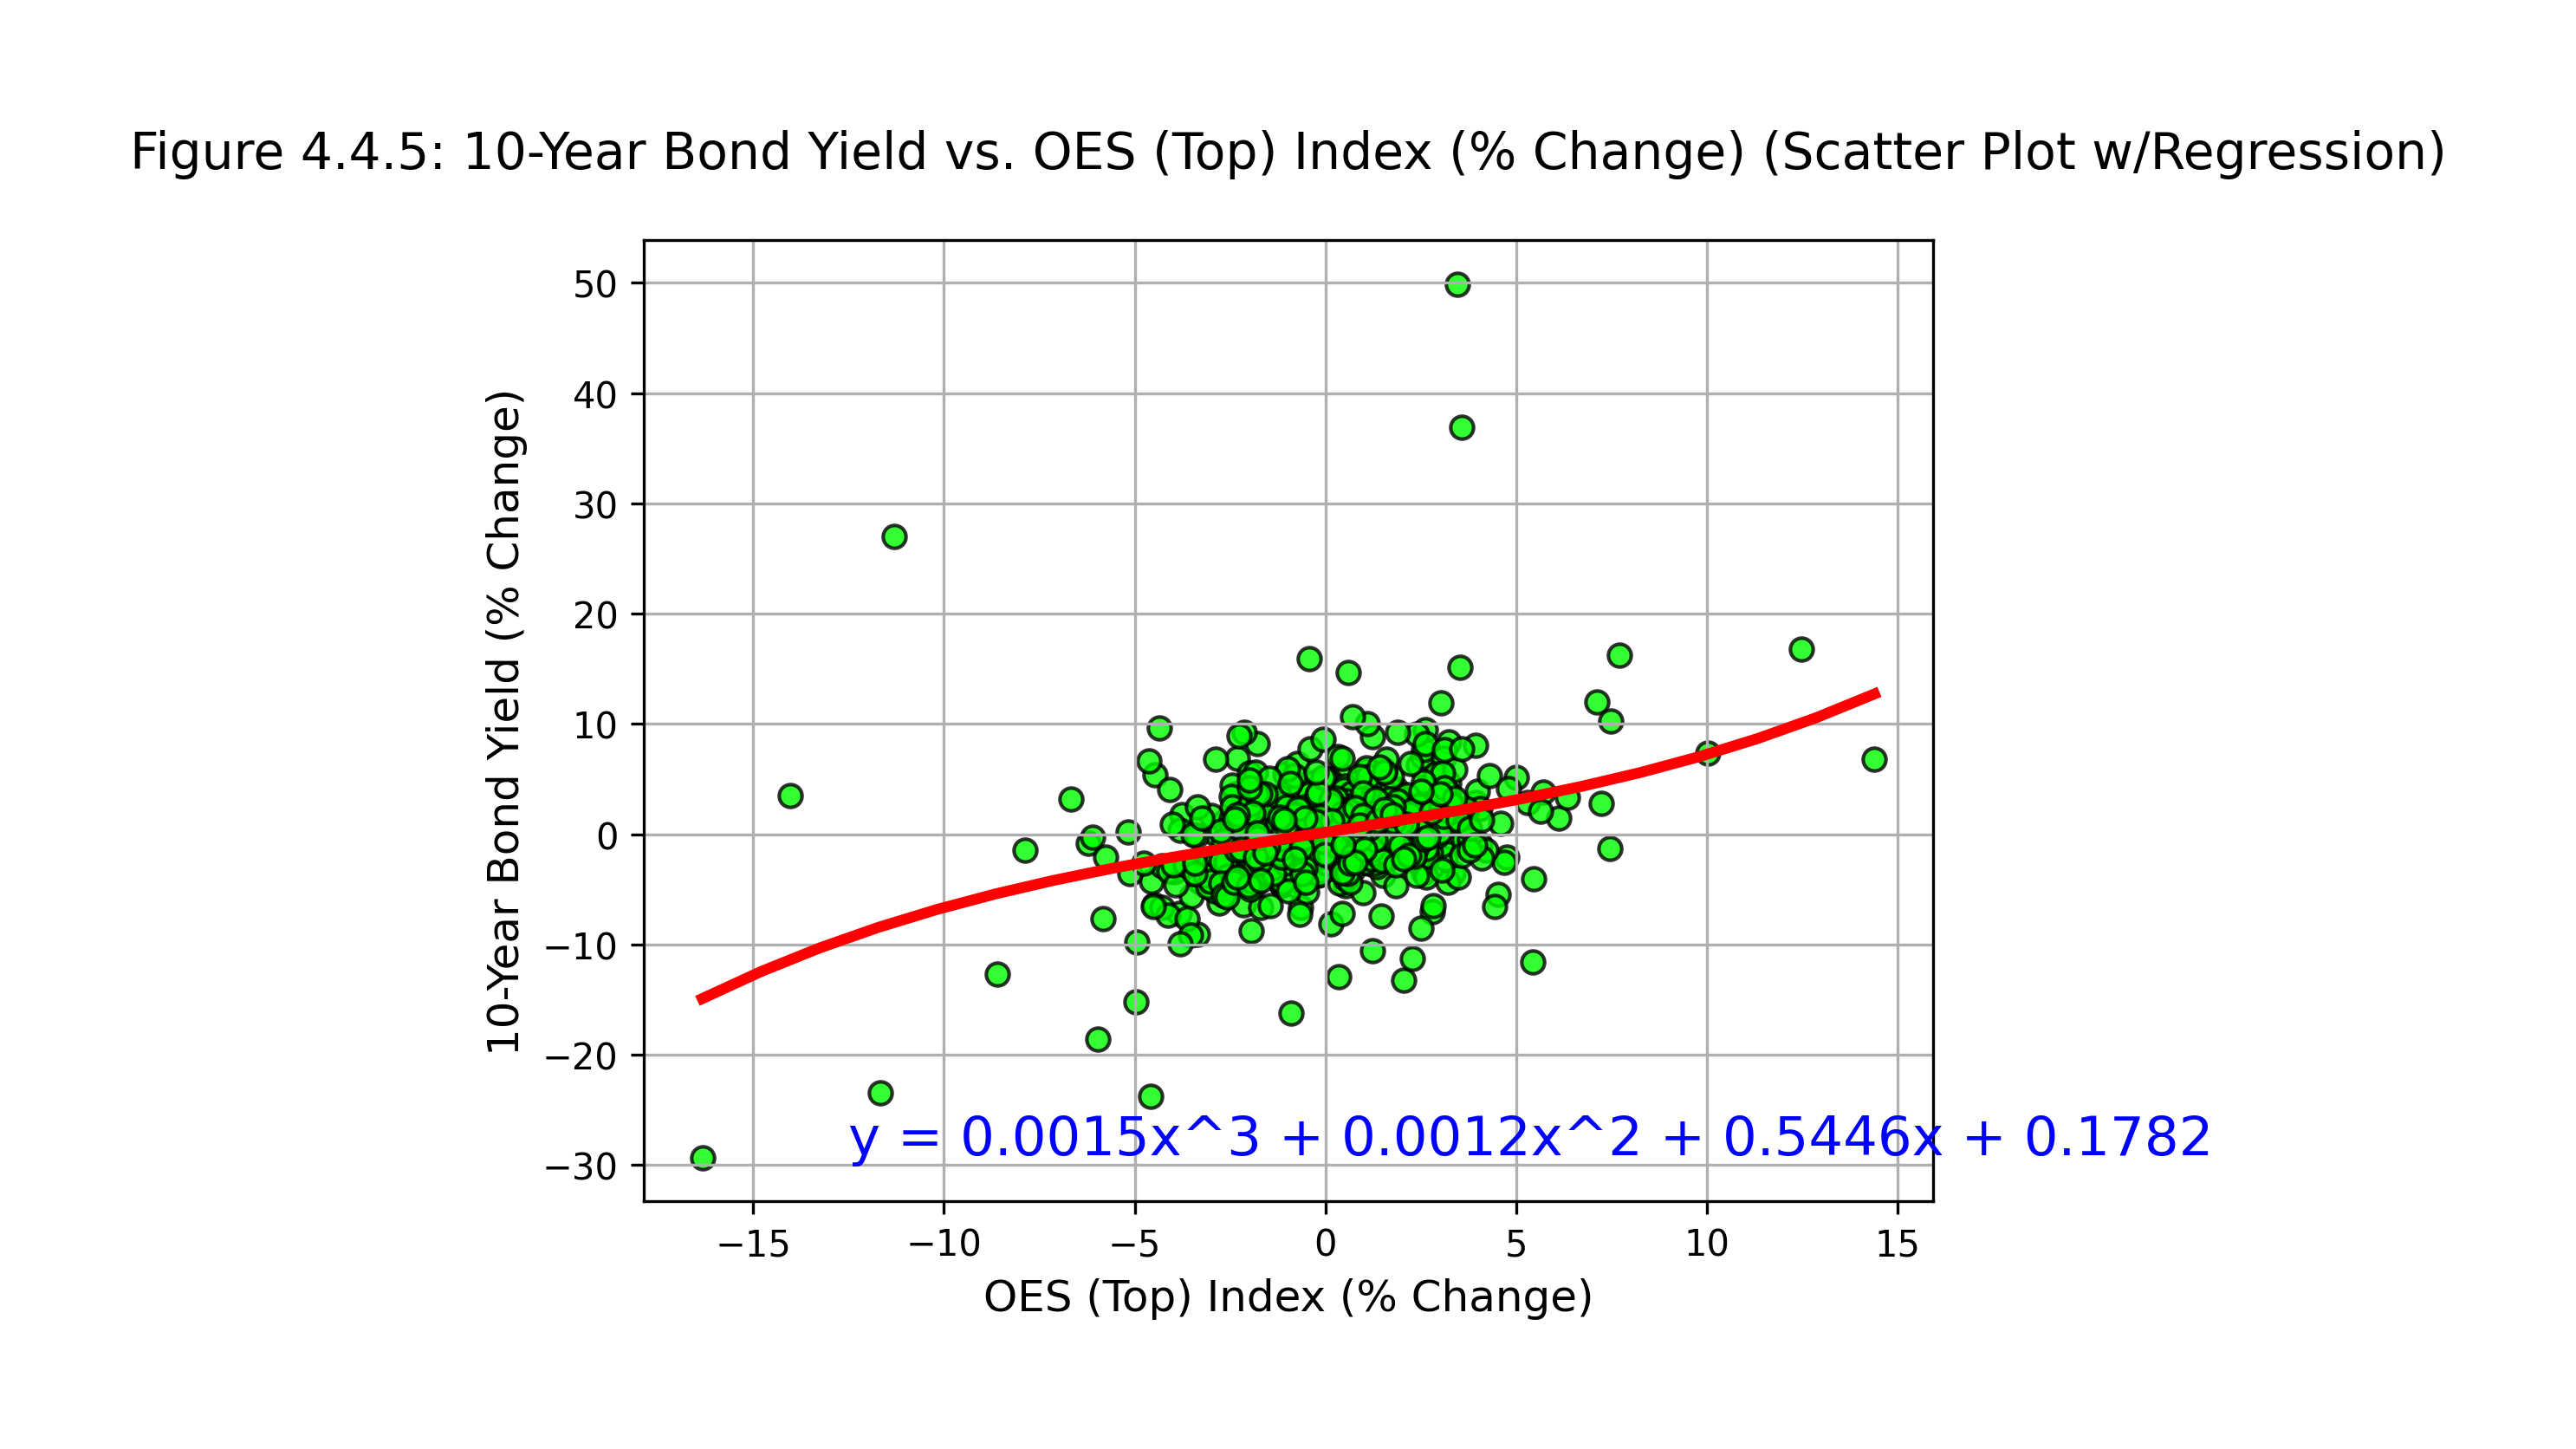 Figure 4.4.5: 10-Year Bond Yield vs. OES (Top) Index (% Change) (Scatter Plot w/Regression)
10-Year Bond Yield (% Change)
50
40
30
20
10
0
−10
−20
−30
y = 0.0015x^3 + 0.0012x^2 + 0.5446x + 0.1782
−15 −10 −5 0 5 10 15
OES (Top) Index (% Change)